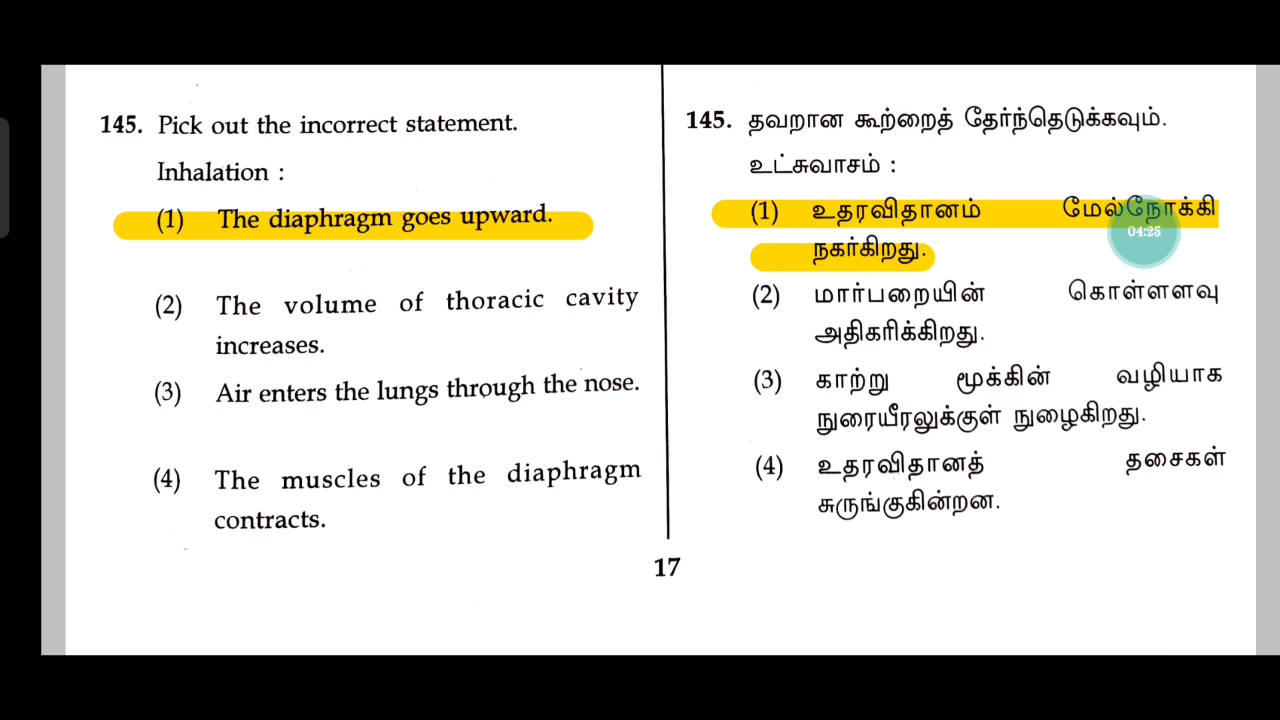 145. Pick out the incorrect statement.
Inhalation :
(1) The diaphragm goes upward.
(2) The volume of thoracic cavity
increases.
(3) Air enters the lungs through the nose.
(4) The muscles of the diaphragm
contracts.
145. தவறான கூற்றைத் தேர்ந்தெடுக்கவும்.
உட்சுவாசம் :
(1) உதரவிதானம் மேல்நோக்கி
04:25
நகர்கிறது.
(2) மார்பறையின் கொள்ளளவு
அதிகரிக்கிறது.
(3) காற்று மூக்கின் வழியாக
நுரையீரலுக்குள் நுழைகிறது.
(4) உதரவிதானத் தசைகள்
சுருங்குகின்றன.
17